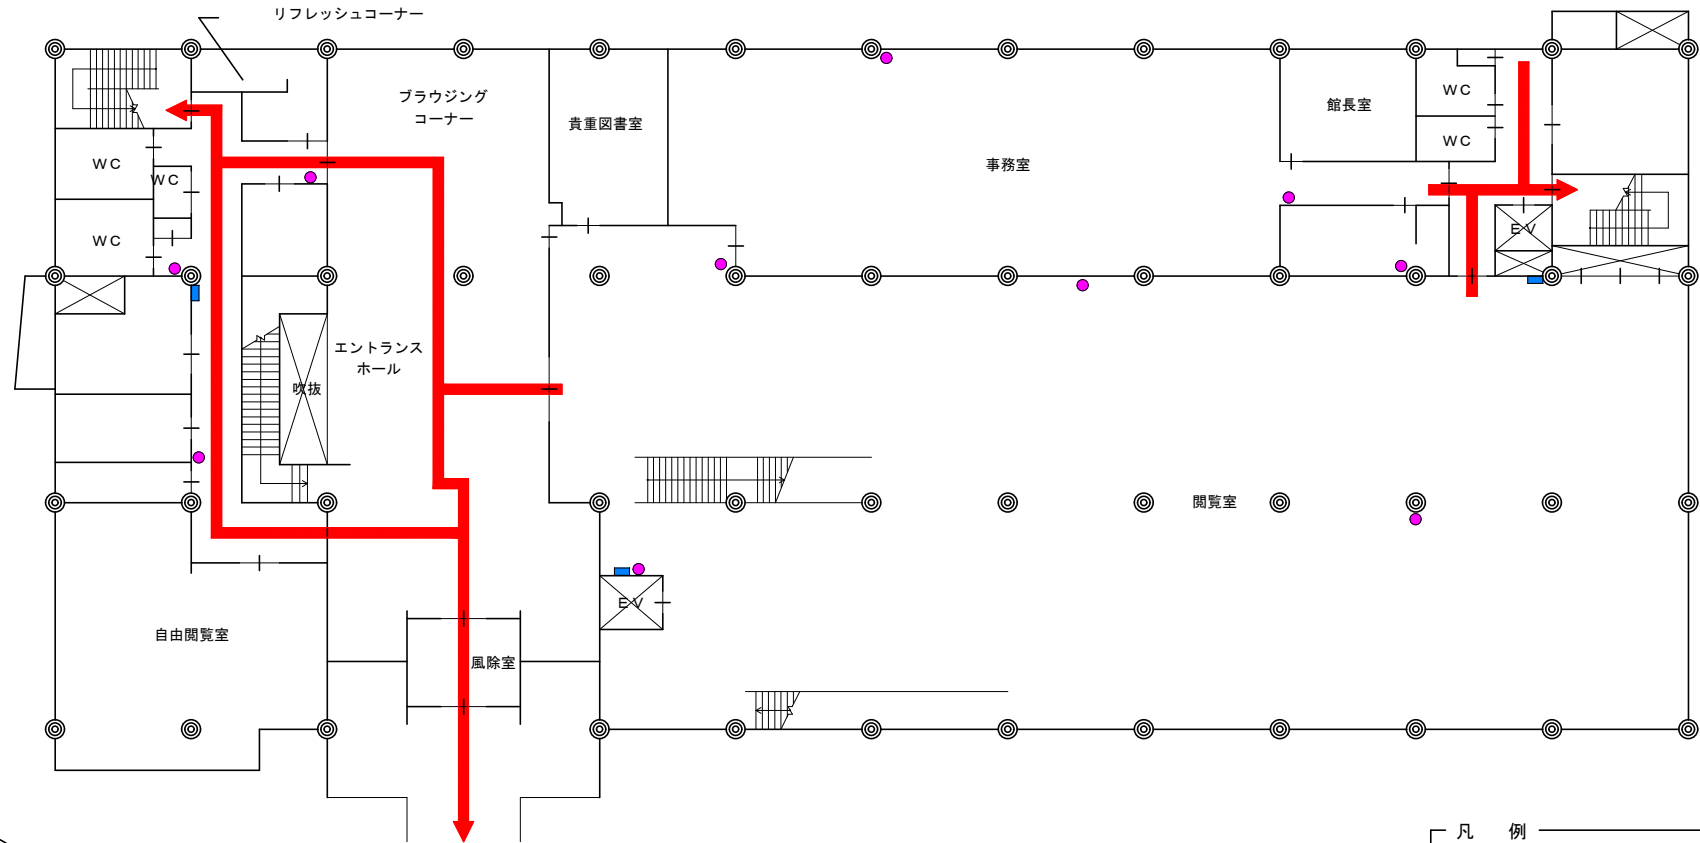 リフレッシュコーナー
ブラウジング
コーナー
貴重図書室
館長室
WC
WC
事務室
WC
WC
WC
EV
エントランス
ホール
吹抜
閲覧室
EV
自由閲覧室
風除室
凡 例